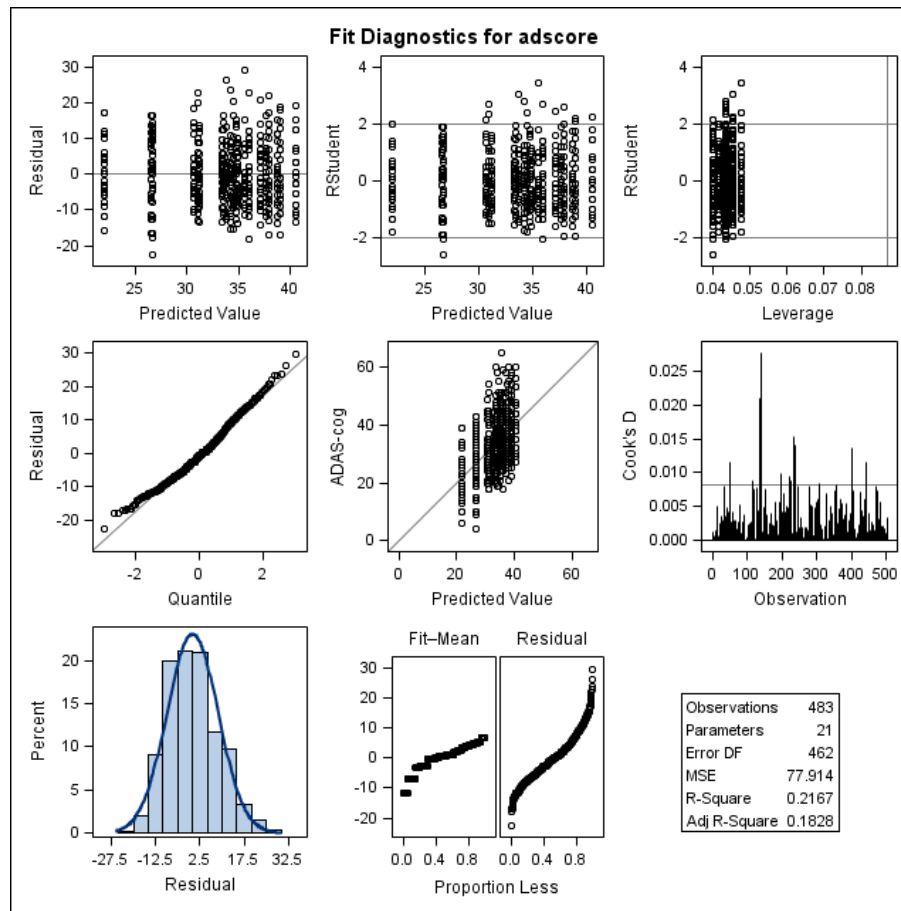 Fit Diagnostics for adscore
30
20
10
0
-10
-20
Residual
25 30 35 40
Predicted Value
4
2
0
-2
RStudent
25 30 35 40
Predicted Value
4
2
0
-2
RStudent
0.04 0.05 0.06 0.07 0.08
Leverage
30
20
10
0
-10
-20
Residual
-2 0 2
Quantile
60
40
20
0
ADAS-cog
0 20 40 60
Predicted Value
0.025
0.020
0.015
0.010
0.005
0.000
Cook's D
0 100 200 300 400 500
Observation
20
15
10
5
0
Percent
-27.5 -12.5 2.5 17.5 32.5
Residual
Fit–Mean Residual
30
20
10
0
-10
-20
0.0 0.4 0.8 0.0 0.4 0.8
Proportion Less
Observations 483
Parameters 21
Error DF 462
MSE 77.914
R-Square 0.2167
Adj R-Square 0.1828